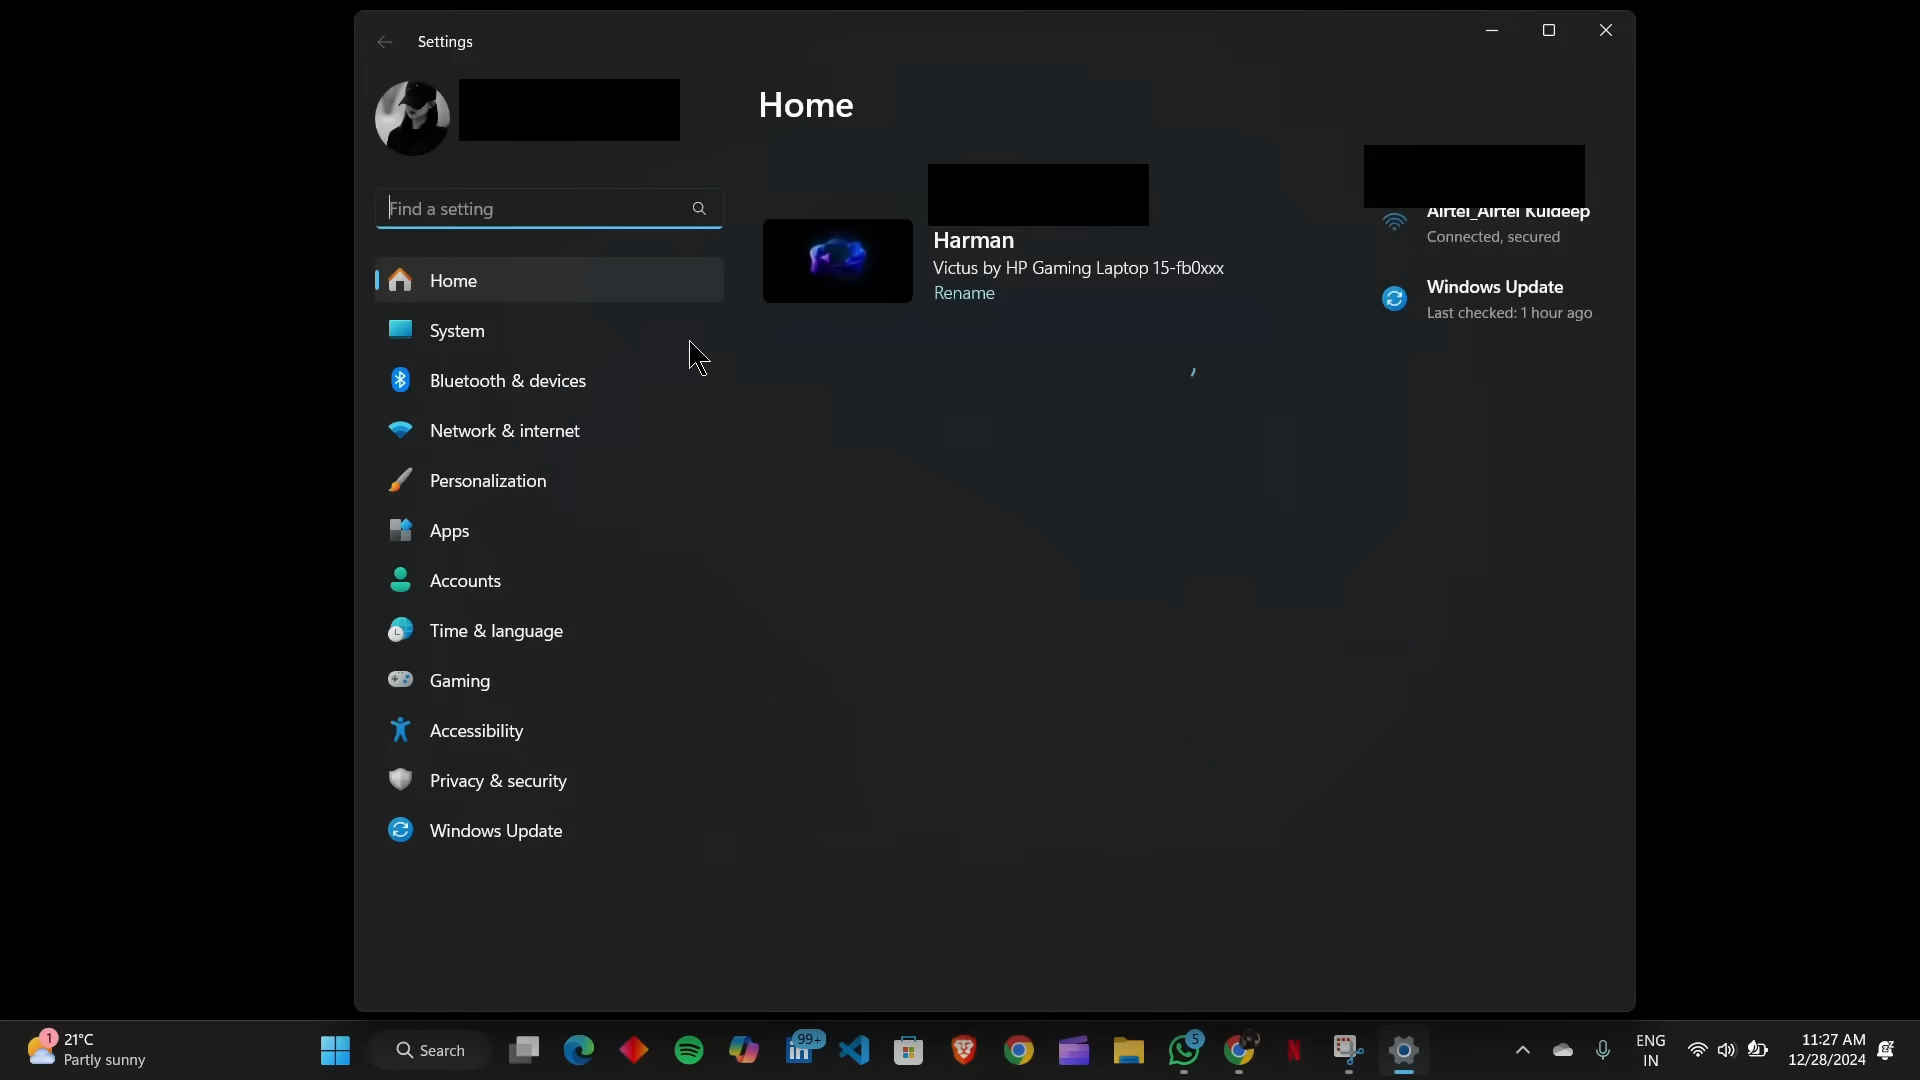 Settings
Home
Find a setting
Harman
Victus by HP Gaming Laptop 15-fb0xxx
Rename
Airtel_Airtel Kuldeep
Connected, secured
Windows Update
Last checked: 1 hour ago
Home
System
Bluetooth & devices
Network & internet
Personalization
Apps
Accounts
Time & language
Gaming
Accessibility
Privacy & security
Windows Update
1
21°C
Partly sunny
Search
99+
5
ENG
IN
11:27 AM
12/28/2024